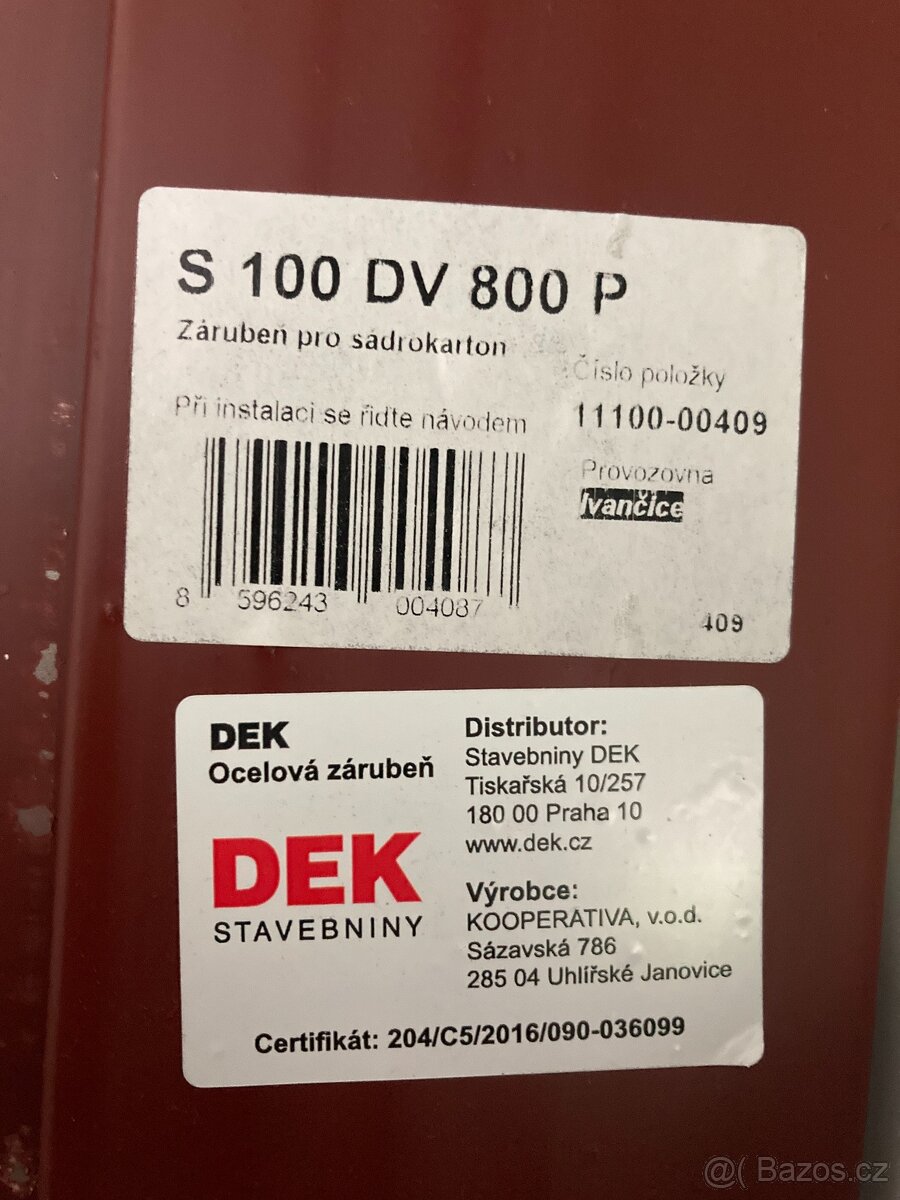 S 100 DV 800 P
Zárubeň pro sádrokarton
Číslo položky
11100-00409
Při instalaci se řiďte návodem
Provozovna
Ivančice
8 596243 004087
409
DEK
Ocelová zárubeň
DEK
STAVEBNINY
Distributor:
Stavebniny DEK
Tiskařská 10/257
180 00 Praha 10
www.dek.cz
Výrobce:
KOOPERATIVA, v.o.d.
Sázavská 786
285 04 Uhlířské Janovice
Certifikát: 204/C5/2016/090-036099
@( Bazos.cz